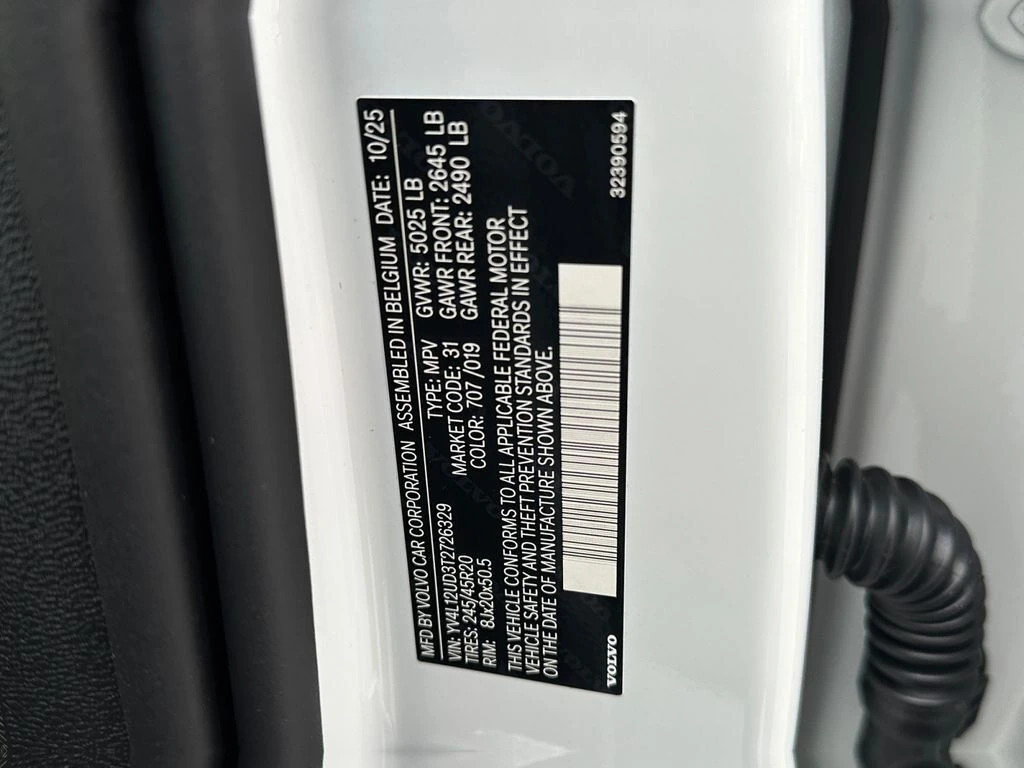 MFD BY VOLVO CAR CORPORATION ASSEMBLED IN BELGIUM DATE: 10/25
VIN: YV4L12UD3T2726329 TYPE: MPV GVWR: 5025 LB
TIRES: 245/45R20 MARKET CODE: 31 GAWR FRONT: 2645 LB
RIM: 8Jx20x50.5 COLOR: 707/019 GAWR REAR: 2490 LB
THIS VEHICLE CONFORMS TO ALL APPLICABLE FEDERAL MOTOR
VEHICLE SAFETY AND THEFT PREVENTION STANDARDS IN EFFECT
ON THE DATE OF MANUFACTURE SHOWN ABOVE.
VOLVO 32390594